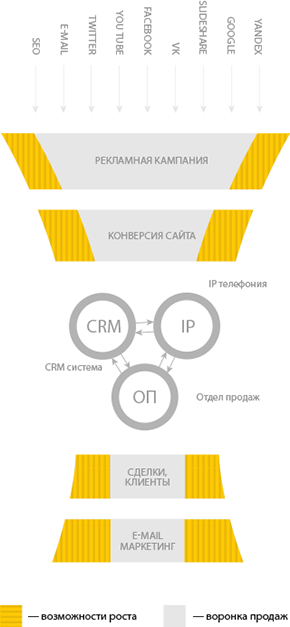 SEO
E-MAIL
TWITTER
YOU TUBE
FACEBOOK
VK
SLIDESHARE
GOOGLE
YANDEX
РЕКЛАМНАЯ КАМПАНИЯ
КОНВЕРСИЯ САЙТА
IP телефония
CRM
IP
CRM система
ОП
Отдел продаж
СДЕЛКИ,
КЛИЕНТЫ
E-MAIL
МАРКЕТИНГ
— возможности роста
— воронка продаж